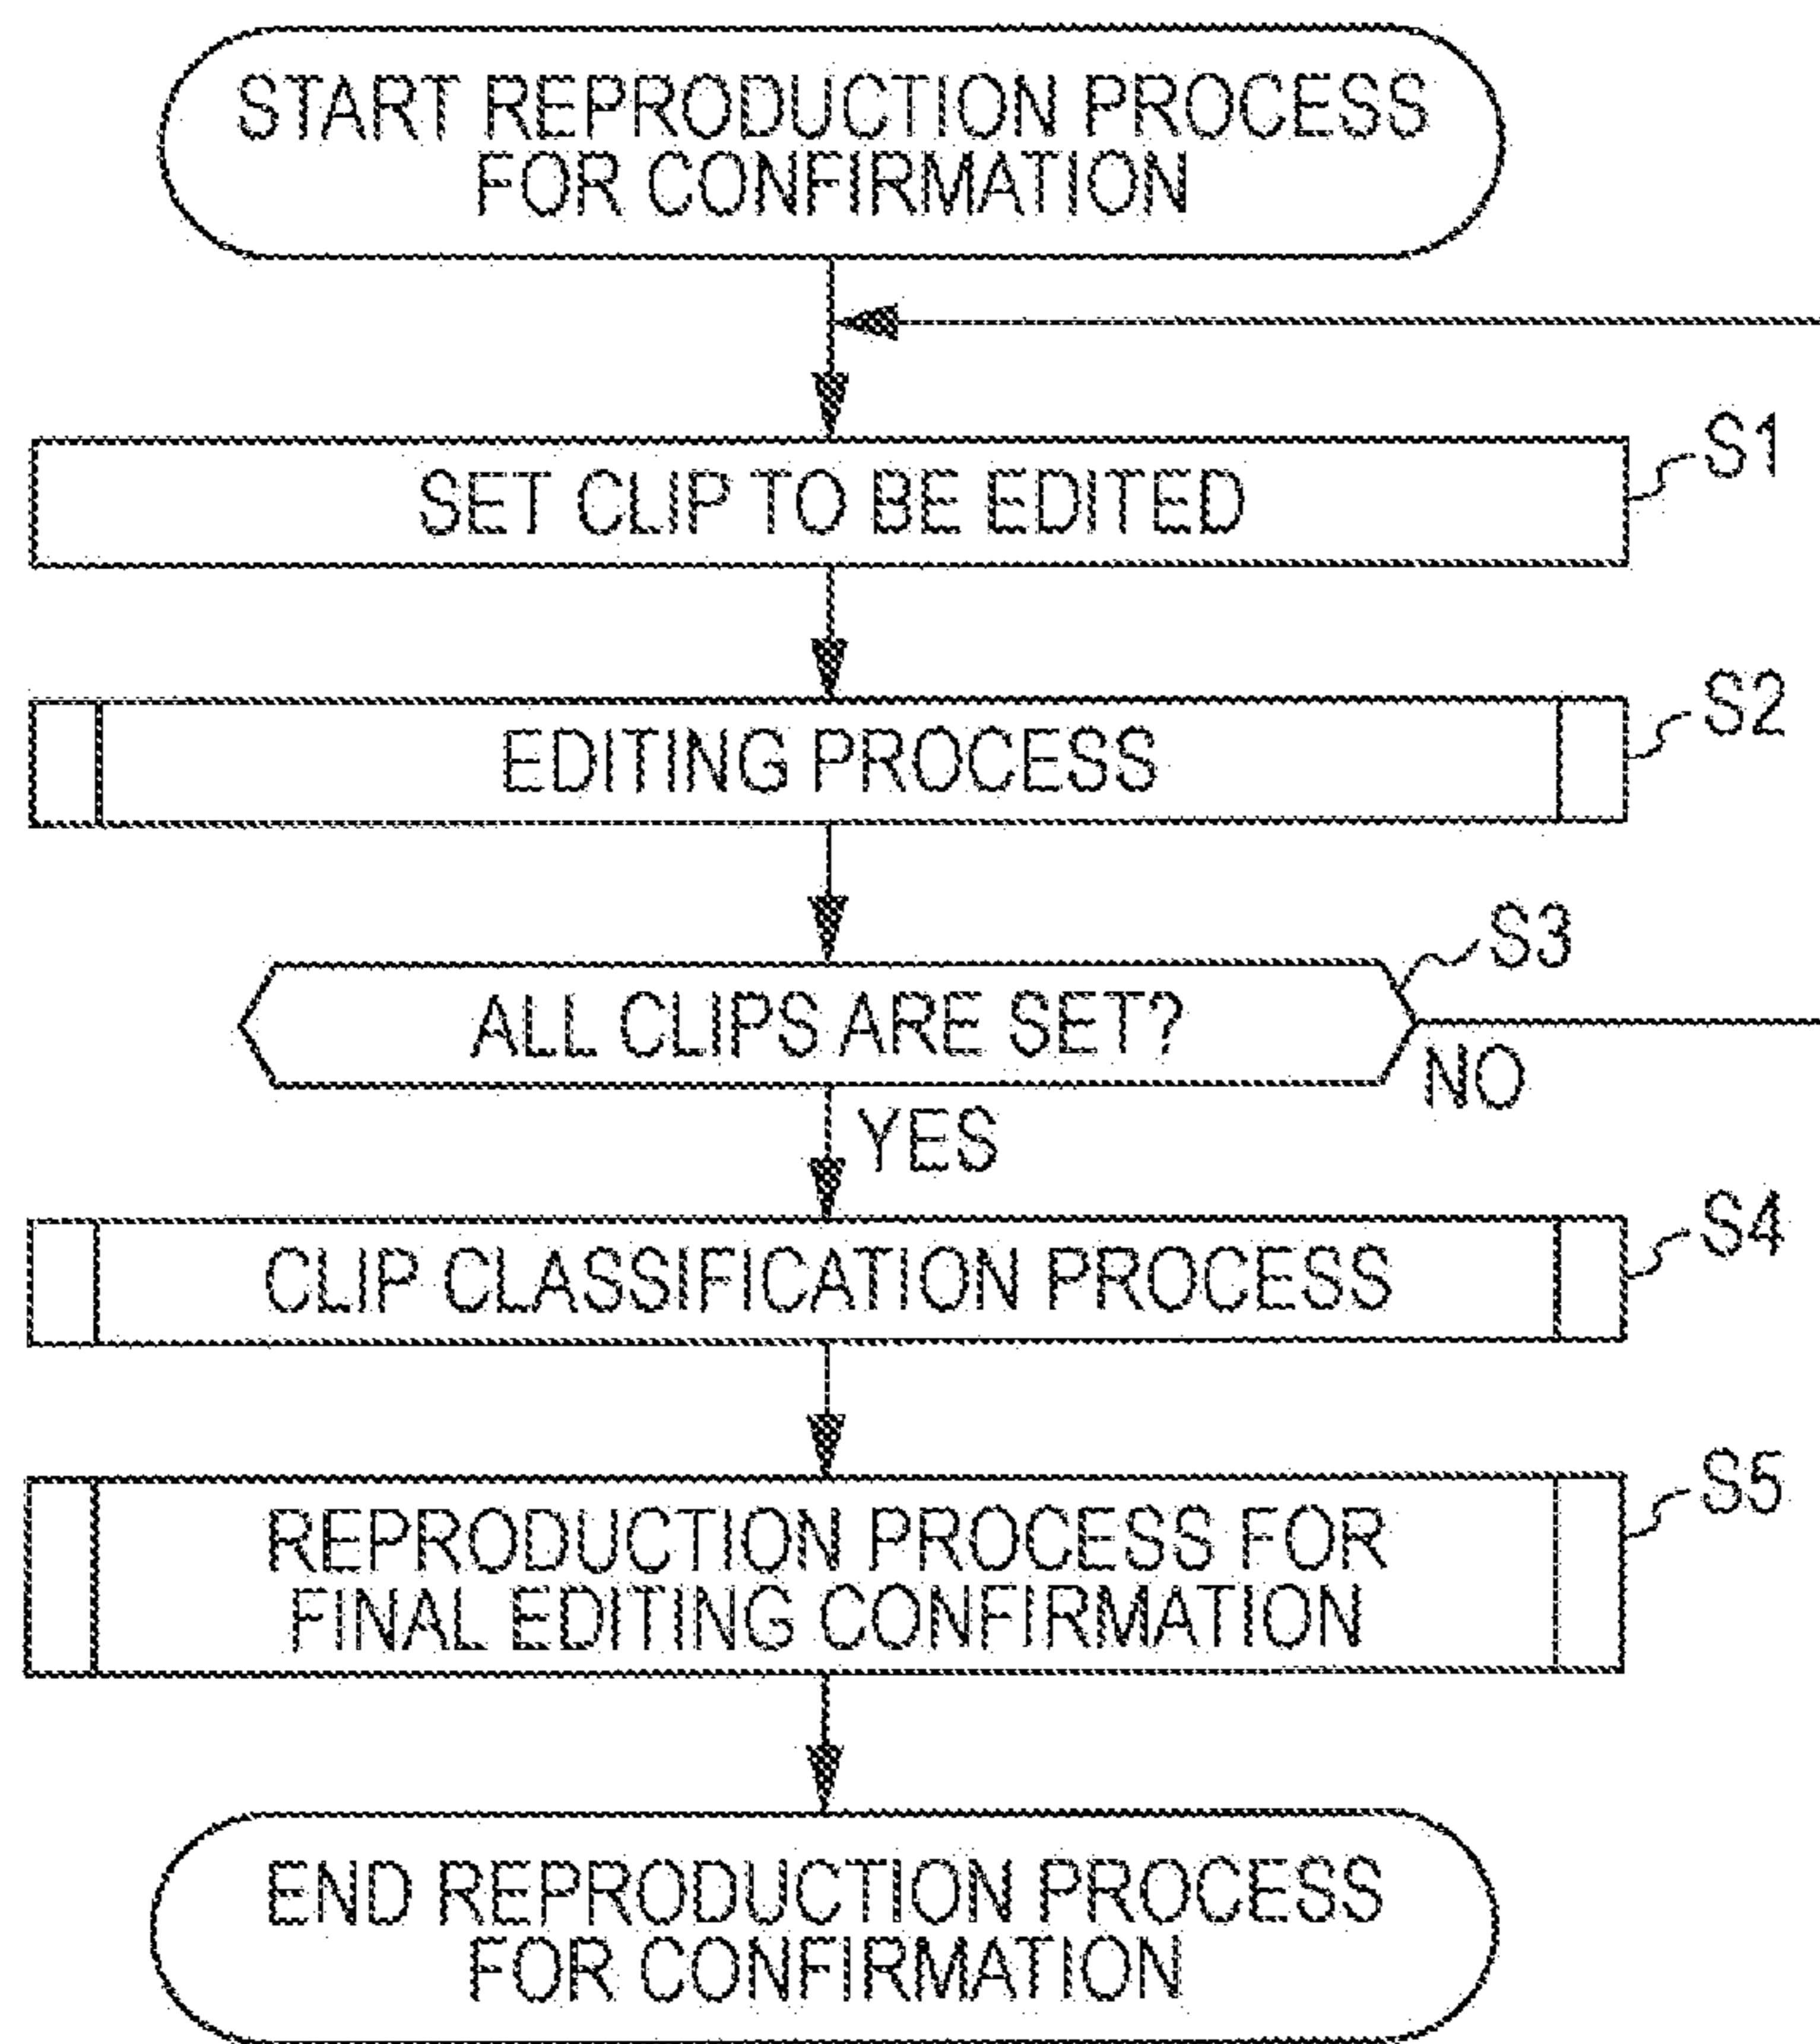 START REPRODUCTION PROCESS
FOR CONFIRMATION
SET CLIP TO BE EDITED
S1
EDITING PROCESS
S2
S3
ALL CLIPS ARE SET?
NO
YES
CLIP CLASSIFICATION PROCESS
S4
REPRODUCTION PROCESS FOR
FINAL EDITING CONFIRMATION
S5
END REPRODUCTION PROCESS
FOR CONFIRMATION